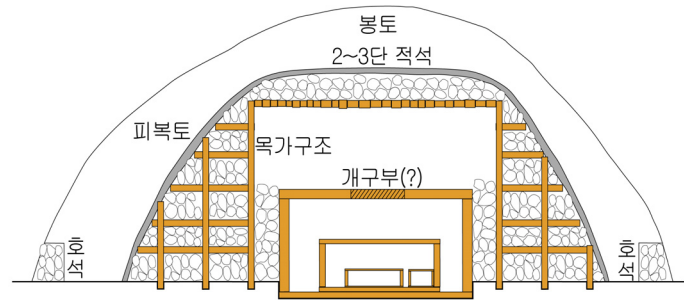 봉토
2~3단 적석
피복토
목가구조
개구부(?)
호석
호석